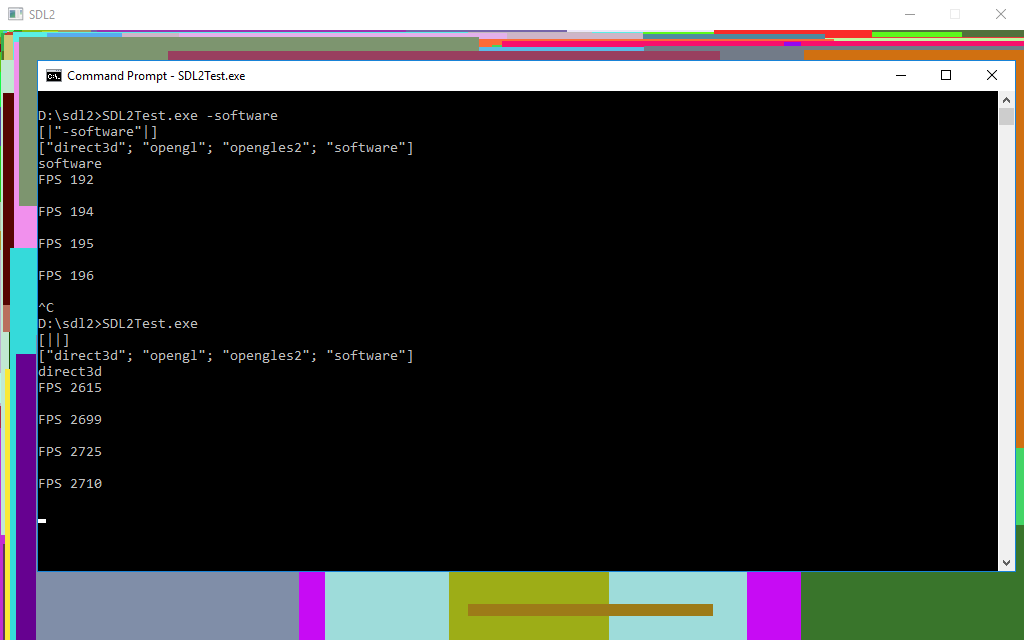 SDL2
Command Prompt - SDL2Test.exe
D:\sdl2>SDL2Test.exe -software
[|"-software"|]
["direct3d"; "opengl"; "opengles2"; "software"]
software
FPS 192
FPS 194
FPS 195
FPS 196
^C
D:\sdl2>SDL2Test.exe
[||]
["direct3d"; "opengl"; "opengles2"; "software"]
direct3d
FPS 2615
FPS 2699
FPS 2725
FPS 2710